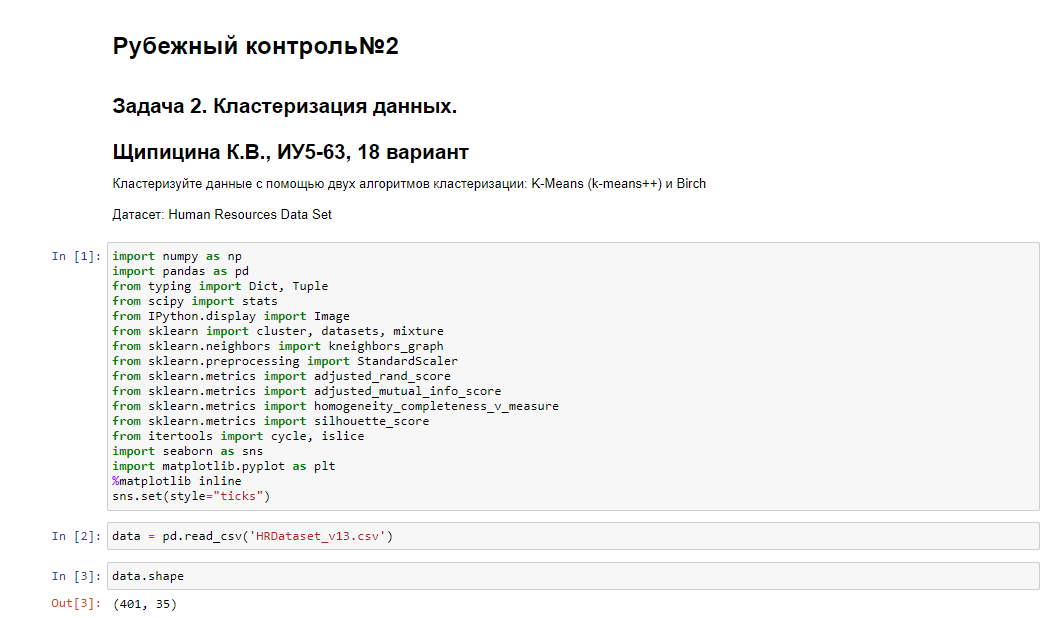 Рубежный контроль№2
Задача 2. Кластеризация данных.
Щипицина К.В., ИУ5-63, 18 вариант
Кластеризуйте данные с помощью двух алгоритмов кластеризации: K-Means (k-means++) и Birch
Датасет: Human Resources Data Set
In [1]: import numpy as np
import pandas as pd
from typing import Dict, Tuple
from scipy import stats
from IPython.display import Image
from sklearn import cluster, datasets, mixture
from sklearn.neighbors import kneighbors_graph
from sklearn.preprocessing import StandardScaler
from sklearn.metrics import adjusted_rand_score
from sklearn.metrics import adjusted_mutual_info_score
from sklearn.metrics import homogeneity_completeness_v_measure
from sklearn.metrics import silhouette_score
from itertools import cycle, islice
import seaborn as sns
import matplotlib.pyplot as plt
%matplotlib inline
sns.set(style="ticks")
In [2]: data = pd.read_csv('HRDataset_v13.csv')
In [3]: data.shape
Out[3]: (401, 35)